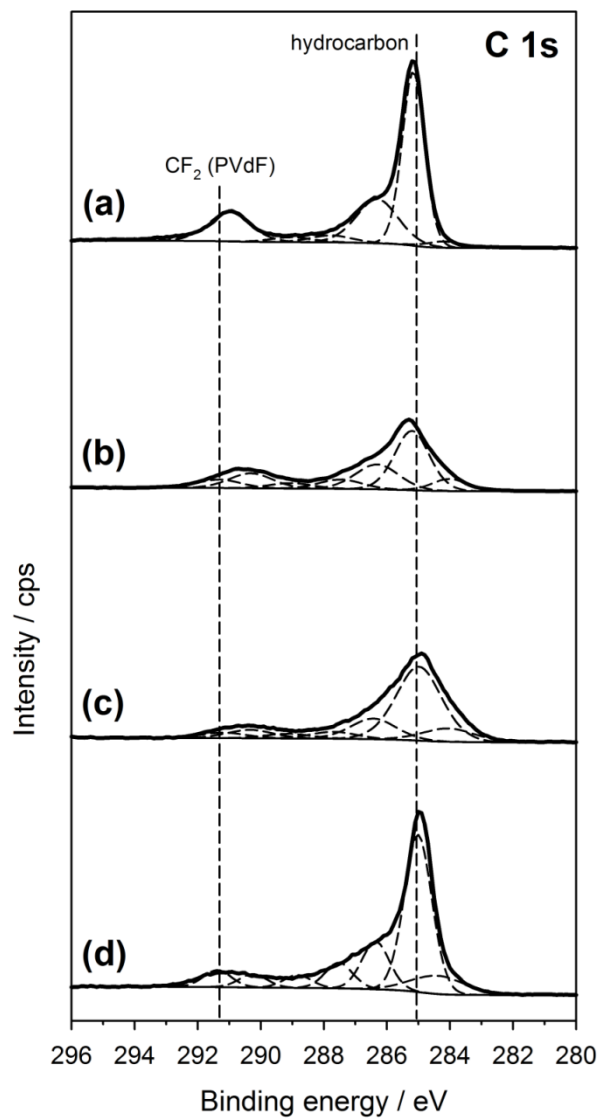 C 1s
hydrocarbon
CF₂ (PVdF)
(a)
(b)
(c)
(d)
Intensity / cps
296 294 292 290 288 286 284 282 280
Binding energy / eV